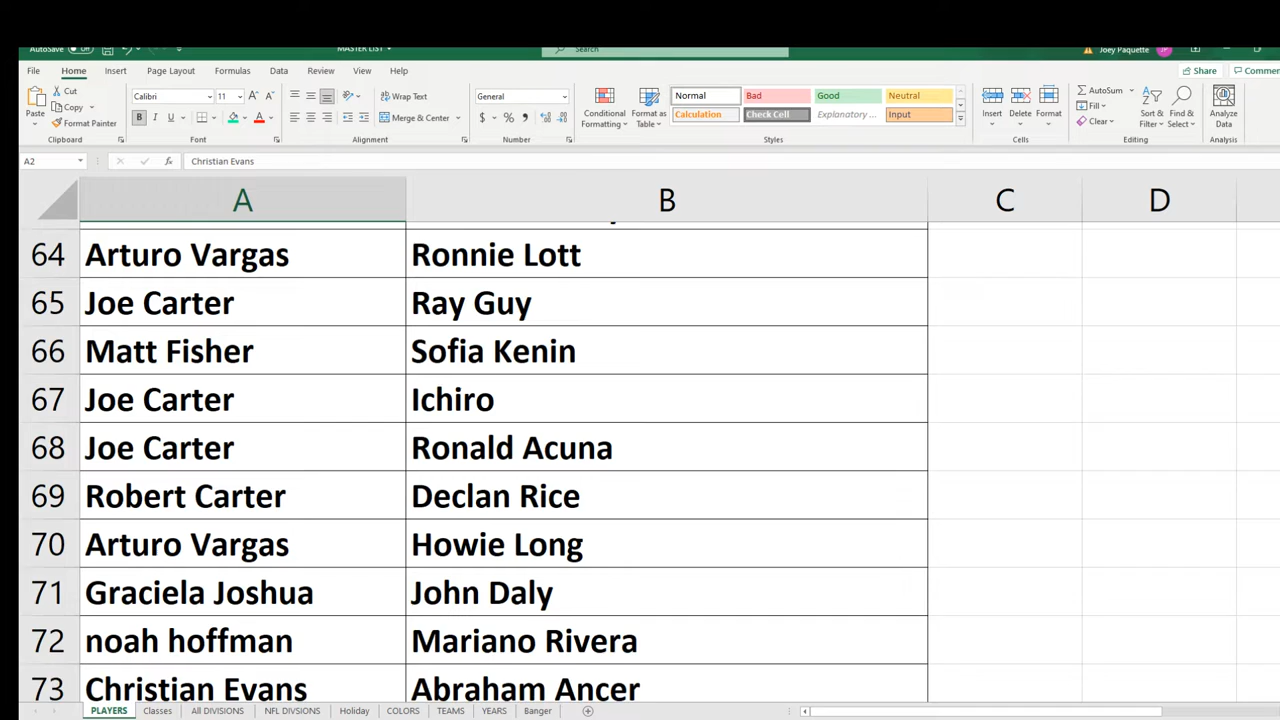 AutoSave Off MASTER LIST Search Joey Paquette JP
File Home Insert Page Layout Formulas Data Review View Help Share Comme
Paste Cut Copy Format Painter Clipboard
Calibri 11 B I U A Font
Wrap Text Merge & Center Alignment
General $ % Number
Conditional Formatting Format as Table Normal Bad Good Neutral Calculation Check Cell Explanatory ... Input Styles
Insert Delete Format Cells
AutoSum Fill Clear Sort & Filter Find & Select Editing
Analyze Data Analysis
A2 fx Christian Evans
A B C D
64 Arturo Vargas Ronnie Lott
65 Joe Carter Ray Guy
66 Matt Fisher Sofia Kenin
67 Joe Carter Ichiro
68 Joe Carter Ronald Acuna
69 Robert Carter Declan Rice
70 Arturo Vargas Howie Long
71 Graciela Joshua John Daly
72 noah hoffman Mariano Rivera
73 Christian Evans Abraham Ancer
PLAYERS Classes All DIVISIONS NFL DIVSIONS Holiday COLORS TEAMS YEARS Banger